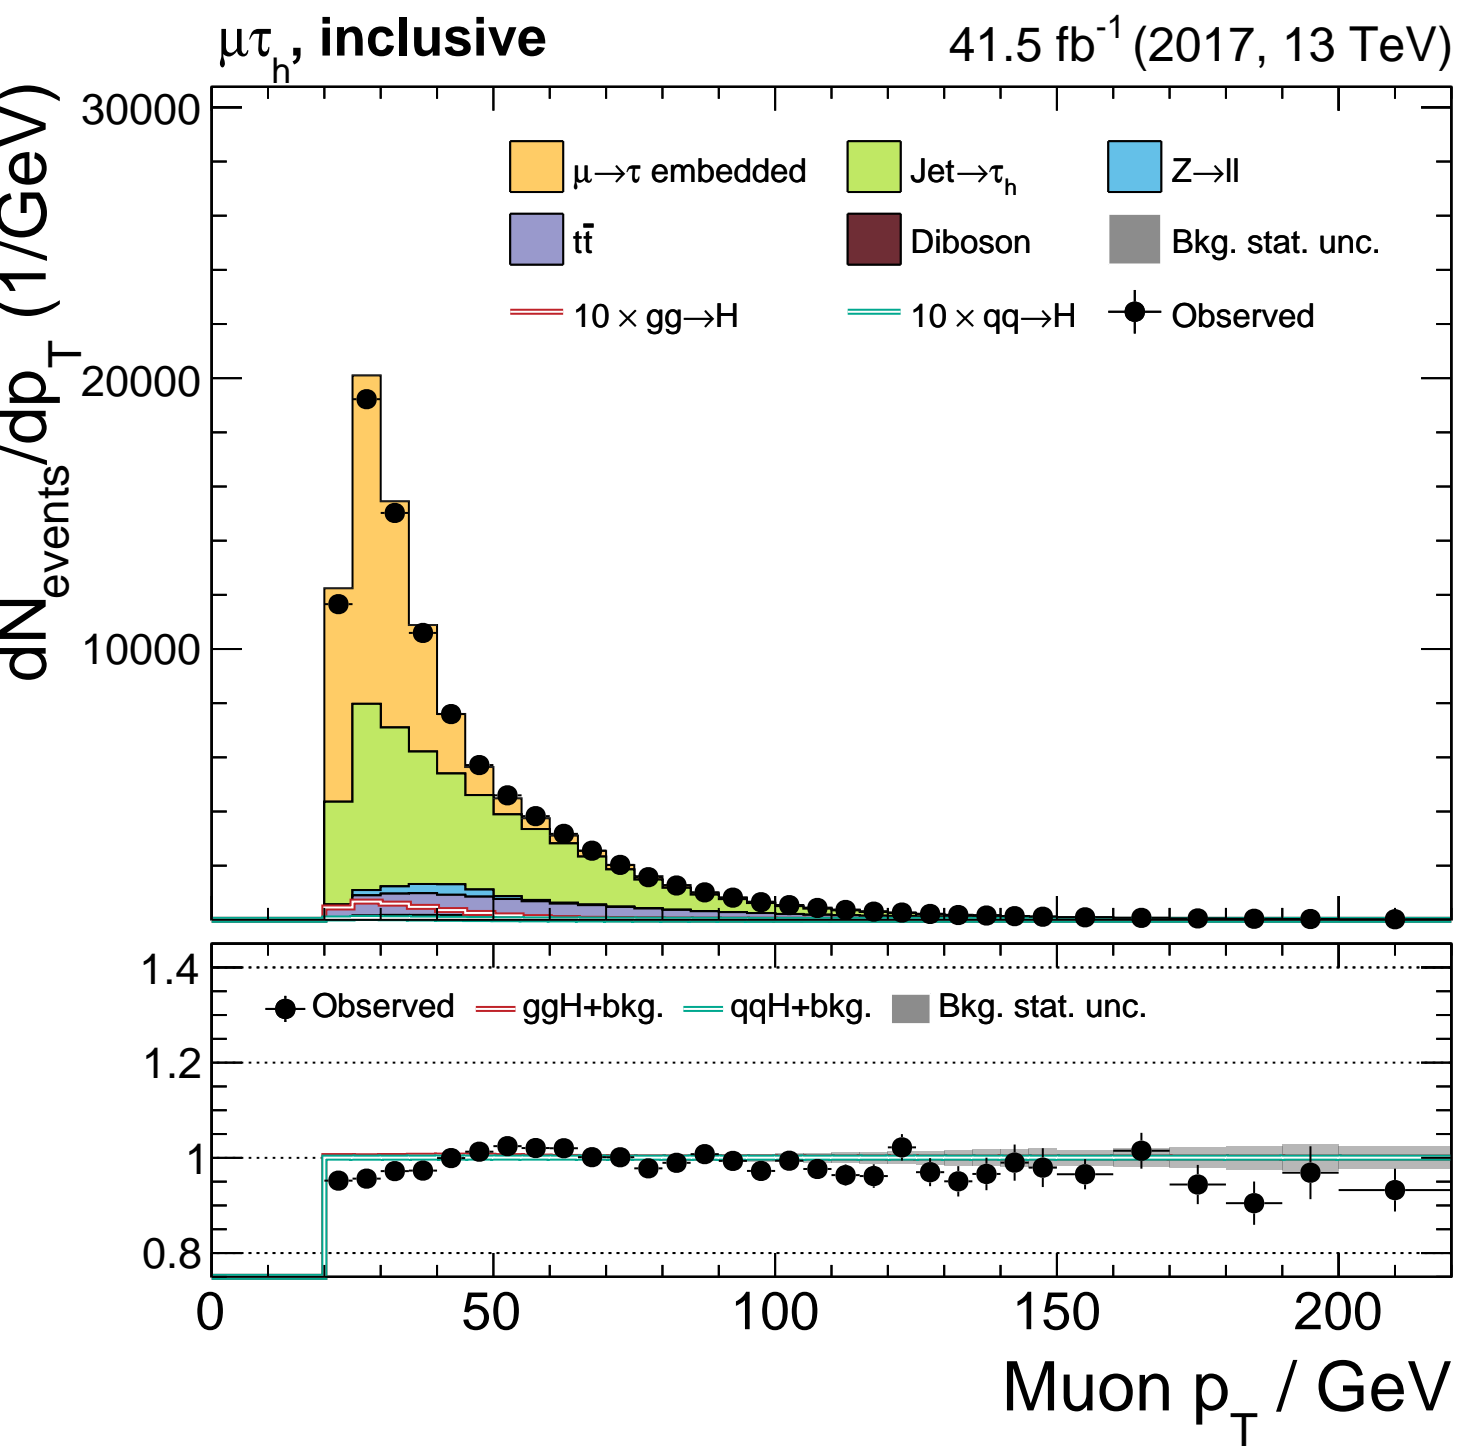 μτh, inclusive 41.5 fb-1 (2017, 13 TeV)
dNevents/dpT (1/GeV)
30000
20000
10000
μ→τ embedded Jet→τh Z→ll
tt̄ Diboson Bkg. stat. unc.
10 × gg→H 10 × qq→H Observed
1.4
1.2
1
0.8
Observed ggH+bkg. qqH+bkg. Bkg. stat. unc.
0 50 100 150 200
Muon pT / GeV